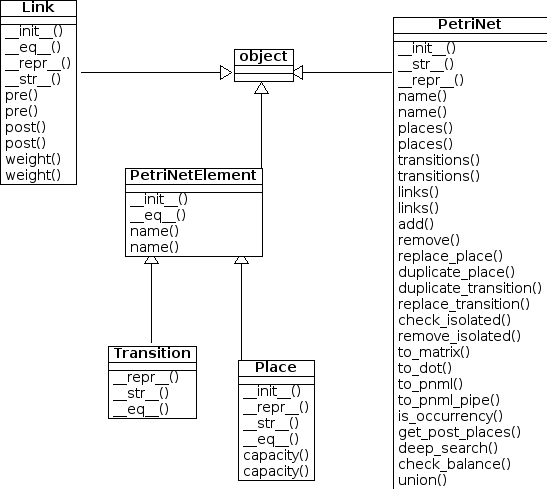 Link
__init__()
__eq__()
__repr__()
__str__()
pre()
pre()
post()
post()
weight()
weight()
object
PetriNet
__init__()
__str__()
__repr__()
name()
name()
places()
places()
transitions()
transitions()
links()
links()
add()
remove()
replace_place()
duplicate_place()
duplicate_transition()
replace_transition()
check_isolated()
remove_isolated()
to_matrix()
to_dot()
to_pnml()
to_pnml_pipe()
is_occurrency()
get_post_places()
deep_search()
check_balance()
union()
PetriNetElement
__init__()
__eq__()
name()
name()
Transition
__repr__()
__str__()
__eq__()
Place
__init__()
__repr__()
__str__()
__eq__()
capacity()
capacity()